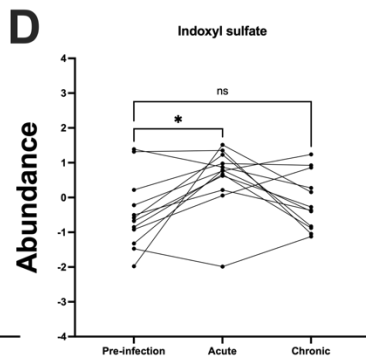 D
Indoxyl sulfate
ns
*
Abundance
4
3
2
1
0
-1
-2
-3
-4
Pre-infection Acute Chronic